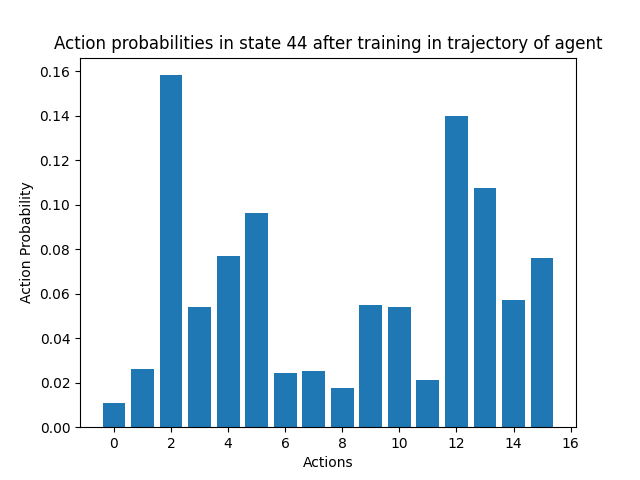 Action probabilities in state 44 after training in trajectory of agent
0.16
0.14
0.12
0.10
0.08
0.06
0.04
0.02
0.00
Action Probability
0 2 4 6 8 10 12 14 16
Actions